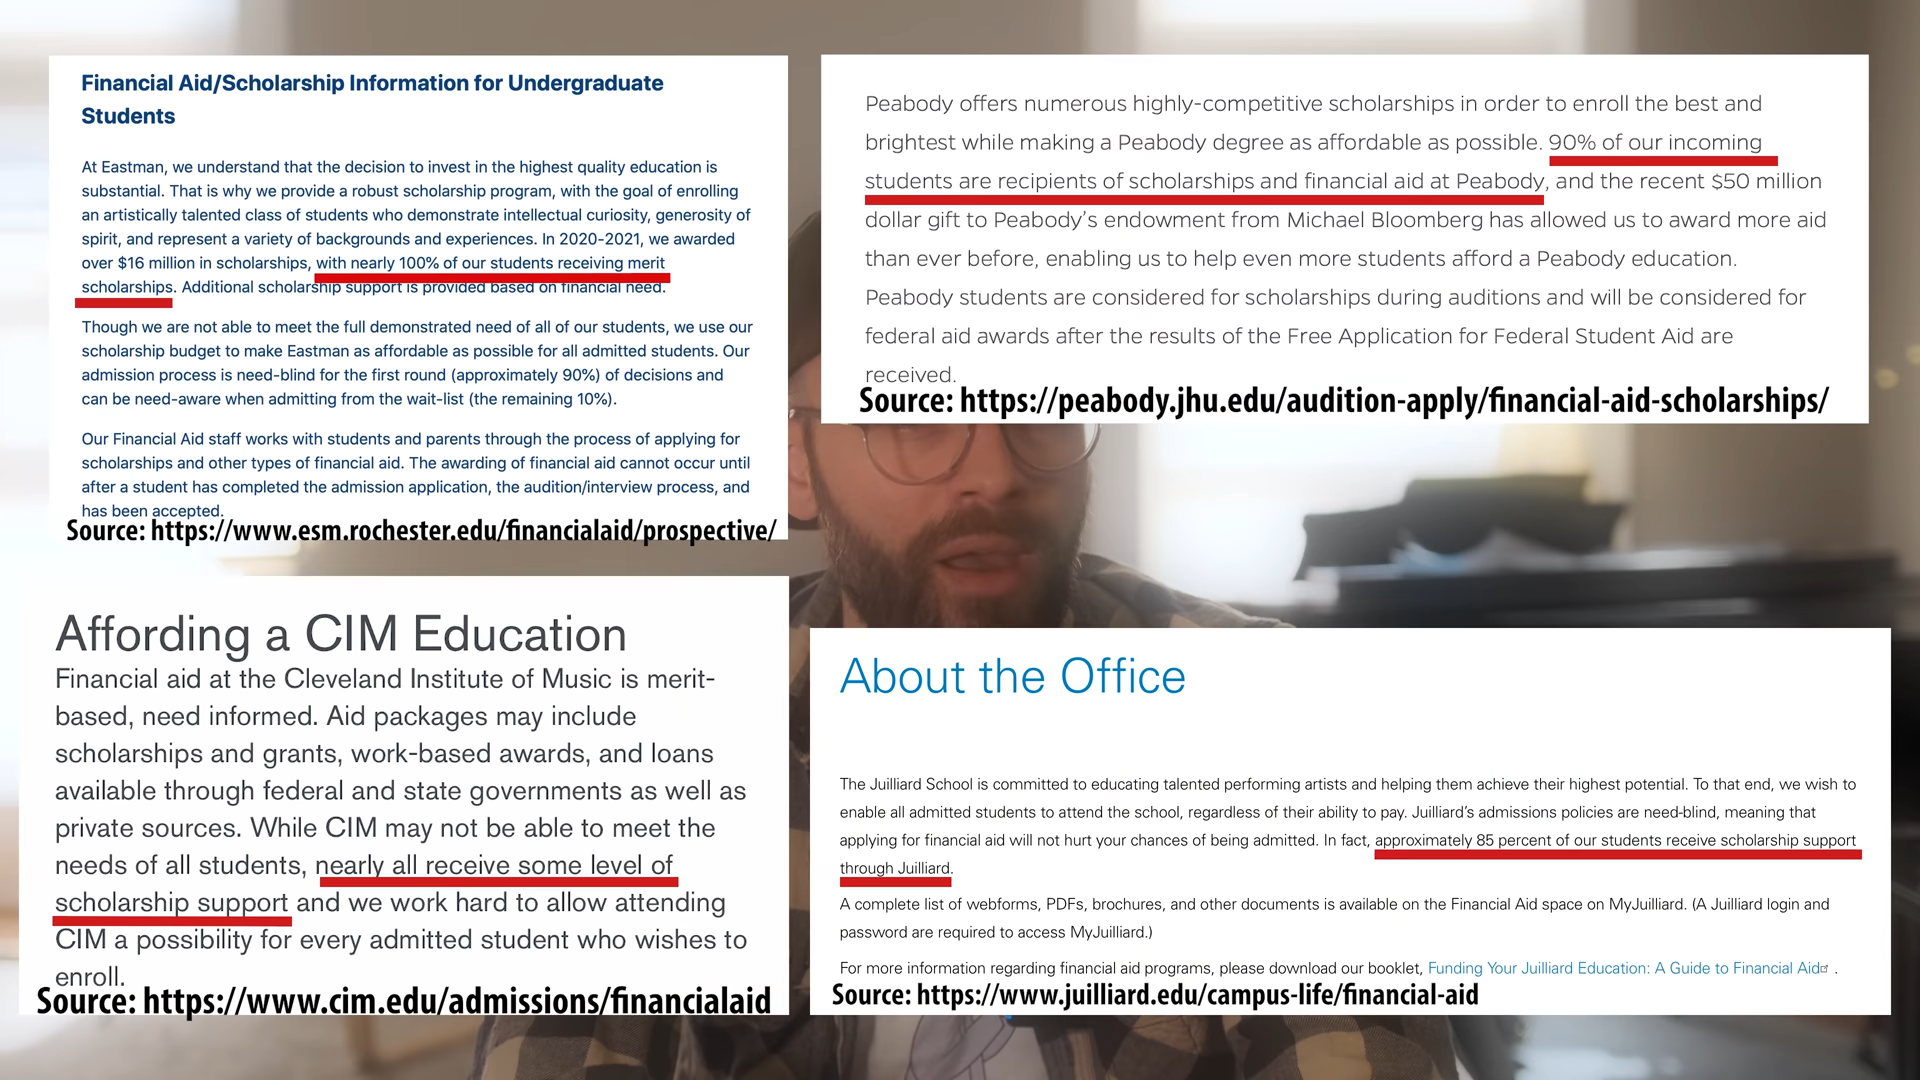 Financial Aid/Scholarship Information for Undergraduate
Students
At Eastman, we understand that the decision to invest in the highest quality education is
substantial. That is why we provide a robust scholarship program, with the goal of enrolling
an artistically talented class of students who demonstrate intellectual curiosity, generosity of
spirit, and represent a variety of backgrounds and experiences. In 2020-2021, we awarded
over $16 million in scholarships, with nearly 100% of our students receiving merit
scholarships. Additional scholarship support is provided based on financial need.
Though we are not able to meet the full demonstrated need of all of our students, we use our
scholarship budget to make Eastman as affordable as possible for all admitted students. Our
admission process is need-blind for the first round (approximately 90%) of decisions and
can be need-aware when admitting from the wait-list (the remaining 10%).
Our Financial Aid staff works with students and parents through the process of applying for
scholarships and other types of financial aid. The awarding of financial aid cannot occur until
after a student has completed the admission application, the audition/interview process, and
has been accepted.
Source: https://www.esm.rochester.edu/financialaid/prospective/
Peabody offers numerous highly-competitive scholarships in order to enroll the best and
brightest while making a Peabody degree as affordable as possible. 90% of our incoming
students are recipients of scholarships and financial aid at Peabody, and the recent $50 million
dollar gift to Peabody's endowment from Michael Bloomberg has allowed us to award more aid
than ever before, enabling us to help even more students afford a Peabody education.
Peabody students are considered for scholarships during auditions and will be considered for
federal aid awards after the results of the Free Application for Federal Student Aid are
received.
Source: https://peabody.jhu.edu/audition-apply/financial-aid-scholarships/
Affording a CIM Education
Financial aid at the Cleveland Institute of Music is merit-
based, need informed. Aid packages may include
scholarships and grants, work-based awards, and loans
available through federal and state governments as well as
private sources. While CIM may not be able to meet the
needs of all students, nearly all receive some level of
scholarship support and we work hard to allow attending
CIM a possibility for every admitted student who wishes to
enroll.
Source: https://www.cim.edu/admissions/financialaid
About the Office
The Juilliard School is committed to educating talented performing artists and helping them achieve their highest potential. To that end, we wish to
enable all admitted students to attend the school, regardless of their ability to pay. Juilliard's admissions policies are need-blind, meaning that
applying for financial aid will not hurt your chances of being admitted. In fact, approximately 85 percent of our students receive scholarship support
through Juilliard.
A complete list of webforms, PDFs, brochures, and other documents is available on the Financial Aid space on MyJuilliard. (A Juilliard login and
password are required to access MyJuilliard.)
For more information regarding financial aid programs, please download our booklet, Funding Your Juilliard Education: A Guide to Financial Aid .
Source: https://www.juilliard.edu/campus-life/financial-aid